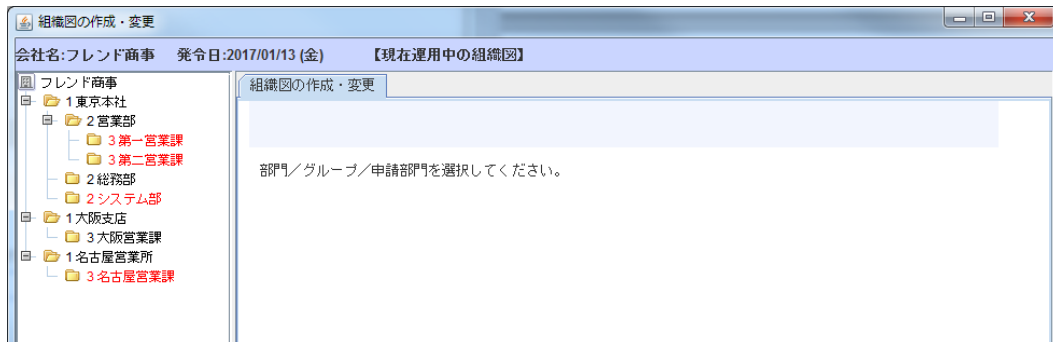 組織図の作成・変更
会社名:フレンド商事 発令日:2017/01/13 (金) 【現在運用中の組織図】
フレンド商事
1 東京本社
2 営業部
3 第一営業課
3 第二営業課
2 総務部
2 システム部
1 大阪支店
3 大阪営業課
1 名古屋営業所
3 名古屋営業課
組織図の作成・変更
部門/グループ/申請部門を選択してください。